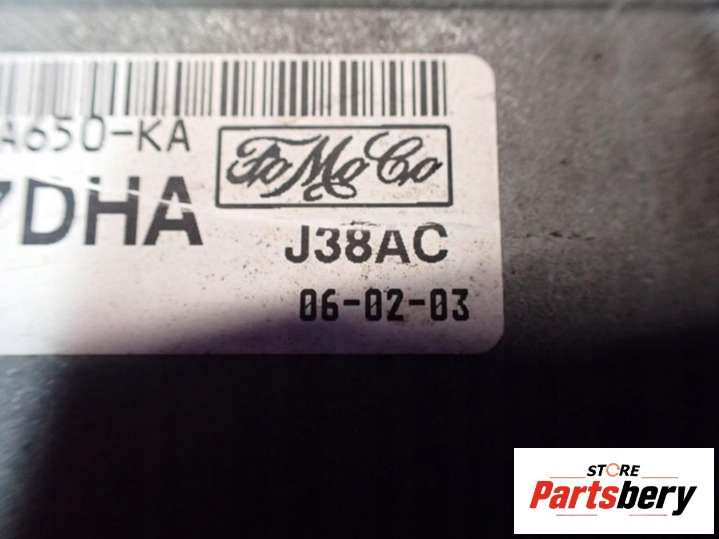 A650-KA
FoMoCo
7DHA
J38AC
06-02-03
STORE
Partsbery